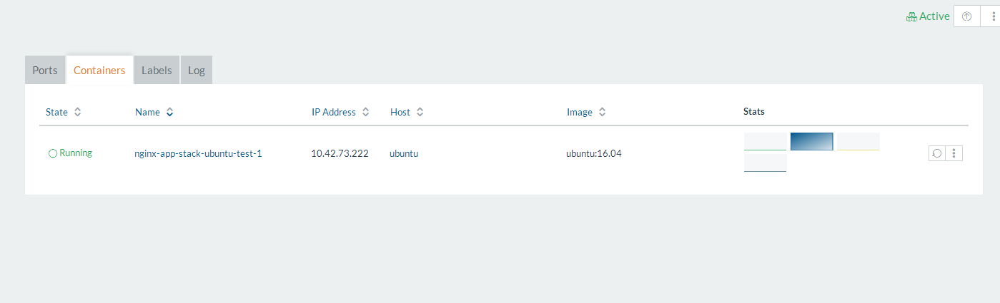 Active
Ports Containers Labels Log
State Name IP Address Host Image Stats
Running nginx-app-stack-ubuntu-test-1 10.42.73.222 ubuntu ubuntu:16.04